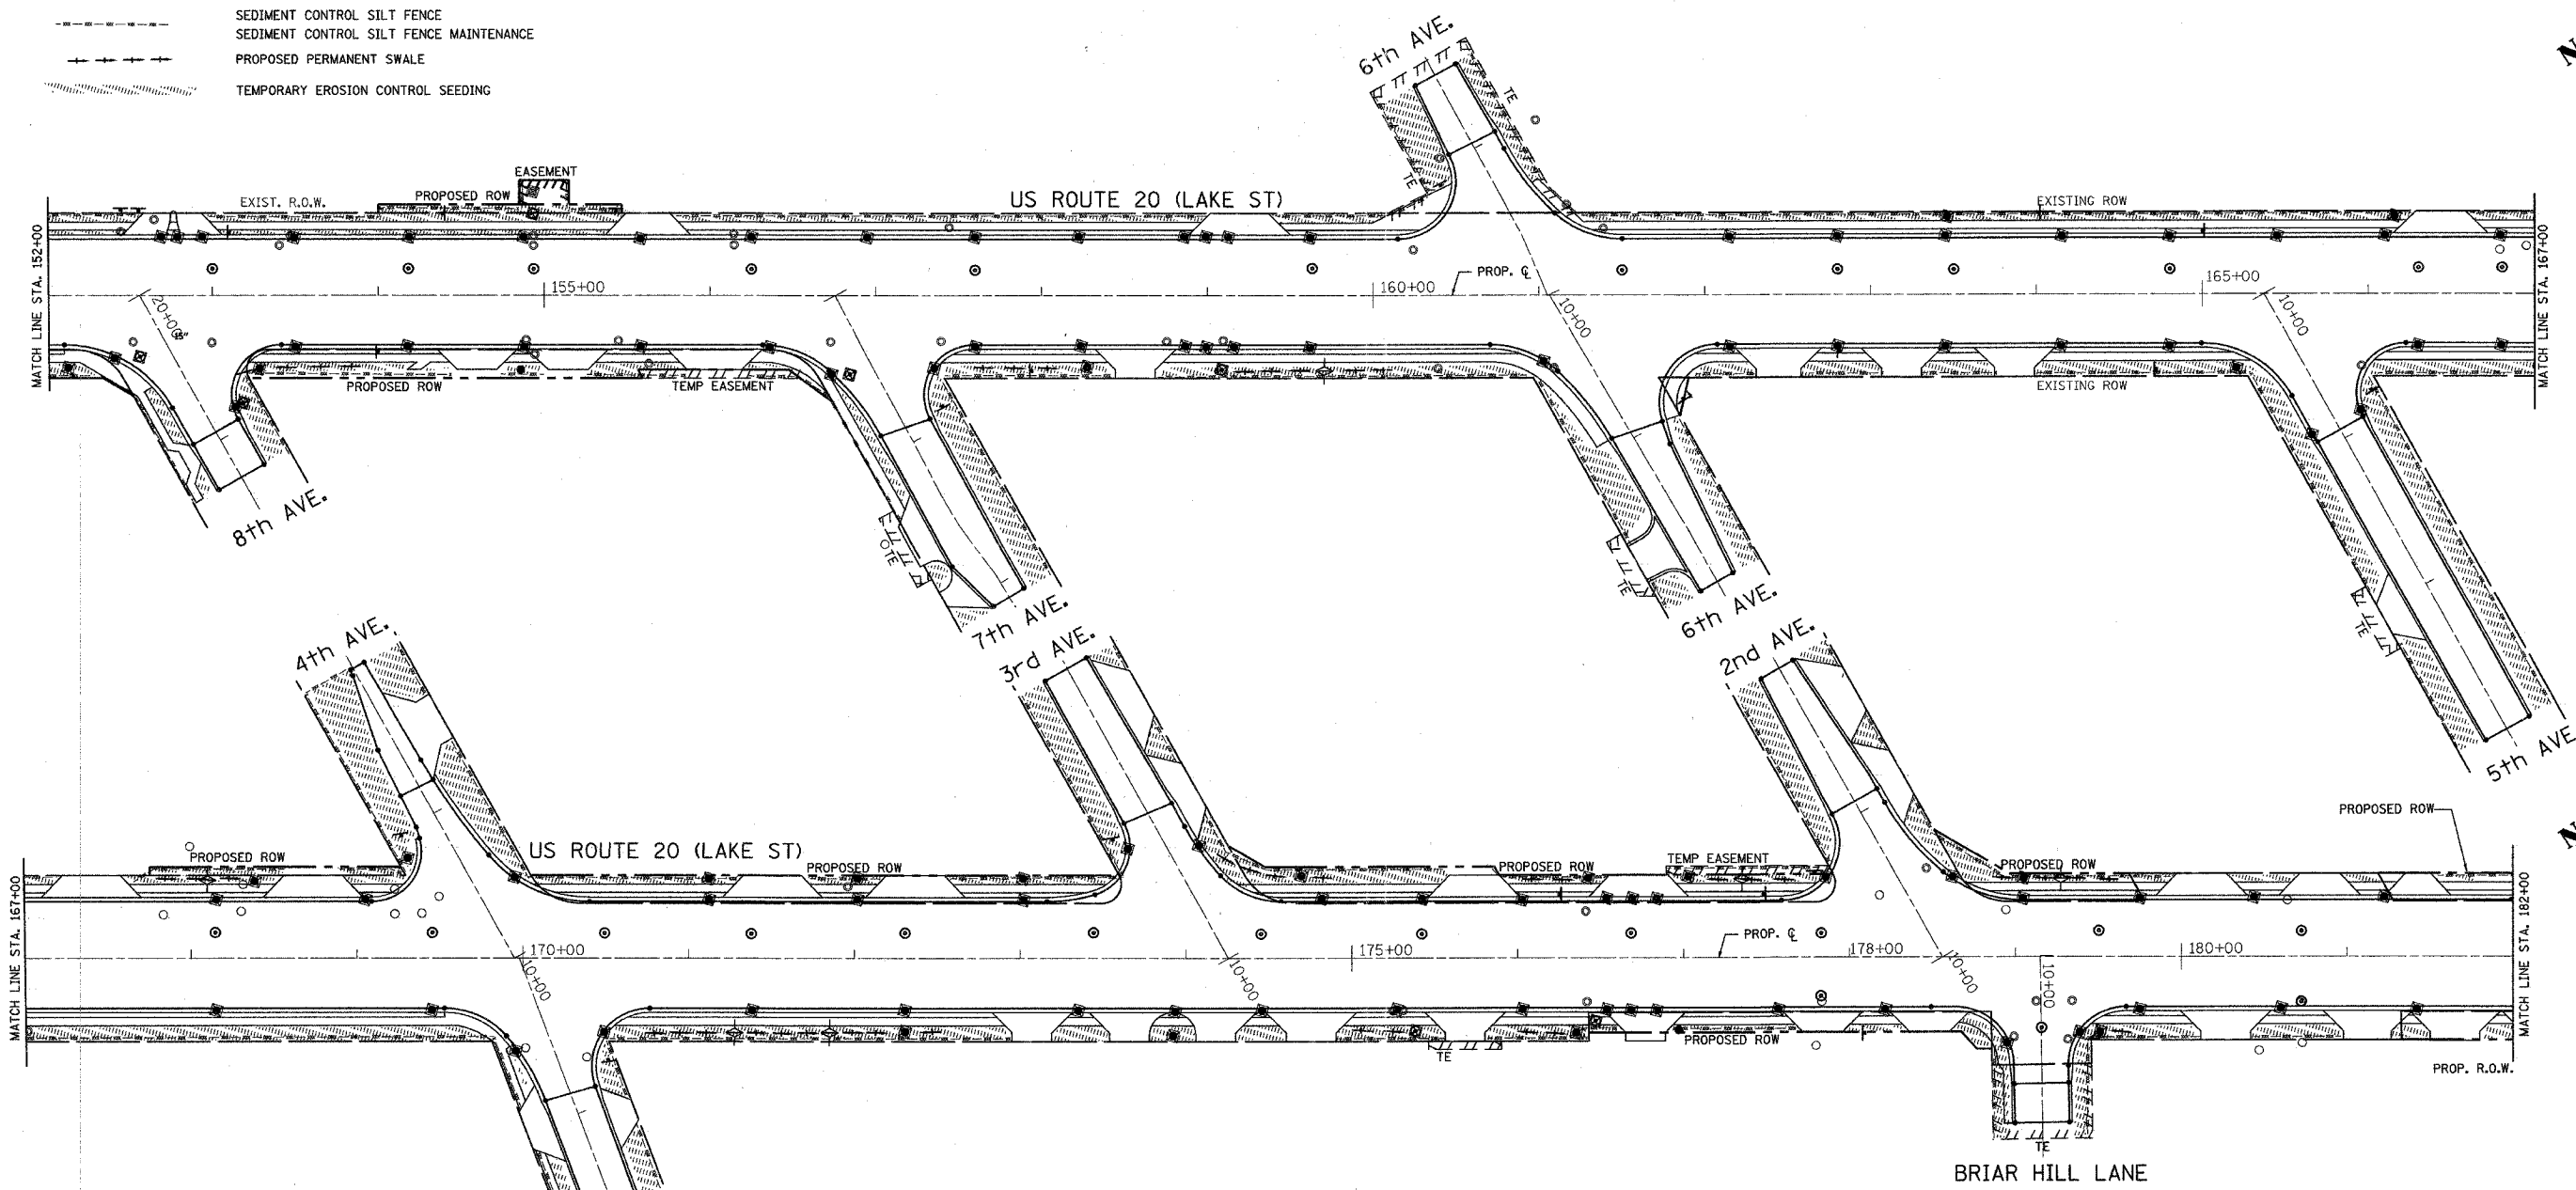 SEDIMENT CONTROL SILT FENCE
SEDIMENT CONTROL SILT FENCE MAINTENANCE
PROPOSED PERMANENT SWALE
TEMPORARY EROSION CONTROL SEEDING
N
6th AVE.
TE
TE
EASEMENT
EXIST. R.O.W.
PROPOSED ROW
US ROUTE 20 (LAKE ST)
EXISTING ROW
MATCH LINE STA. 152+00
MATCH LINE STA. 167+00
PROP. ℄
155+00
160+00
165+00
20+00
15"
10+00
10+00
PROPOSED ROW
TEMP EASEMENT
EXISTING ROW
8th AVE.
TE
7th AVE.
TE
6th AVE.
TE
5th AVE
4th AVE.
3rd AVE.
2nd AVE.
N
PROPOSED ROW
PROPOSED ROW
US ROUTE 20 (LAKE ST)
PROPOSED ROW
PROPOSED ROW
TEMP EASEMENT
PROPOSED ROW
MATCH LINE STA. 167+00
MATCH LINE STA. 182+00
PROP. ℄
170+00
175+00
178+00
180+00
10+00
10+00
10+00
10+00
TE
PROPOSED ROW
PROP. R.O.W.
TE
BRIAR HILL LANE